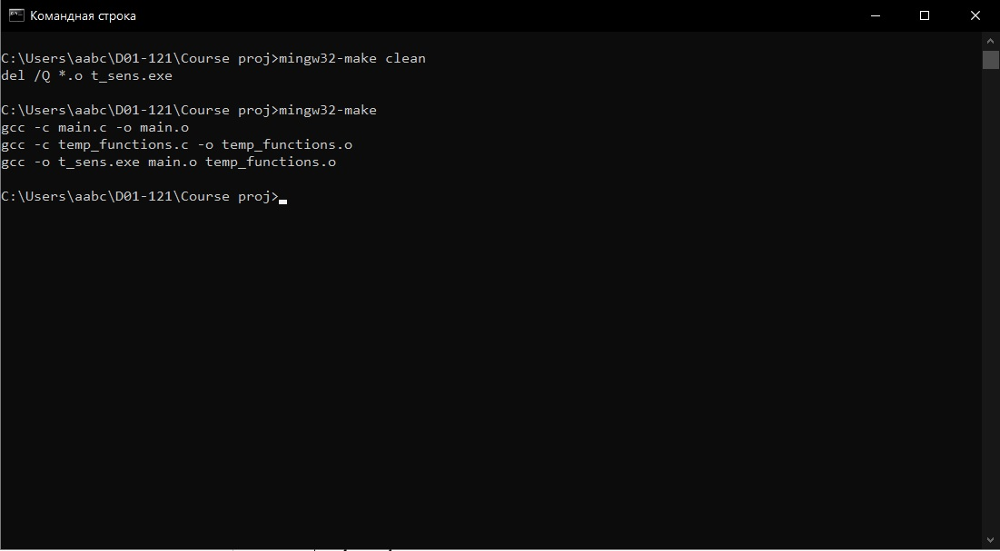 Командная строка
C:\Users\aabc\D01-121\Course proj>mingw32-make clean
del /Q *.o t_sens.exe
C:\Users\aabc\D01-121\Course proj>mingw32-make
gcc -c main.c -o main.o
gcc -c temp_functions.c -o temp_functions.o
gcc -o t_sens.exe main.o temp_functions.o
C:\Users\aabc\D01-121\Course proj>